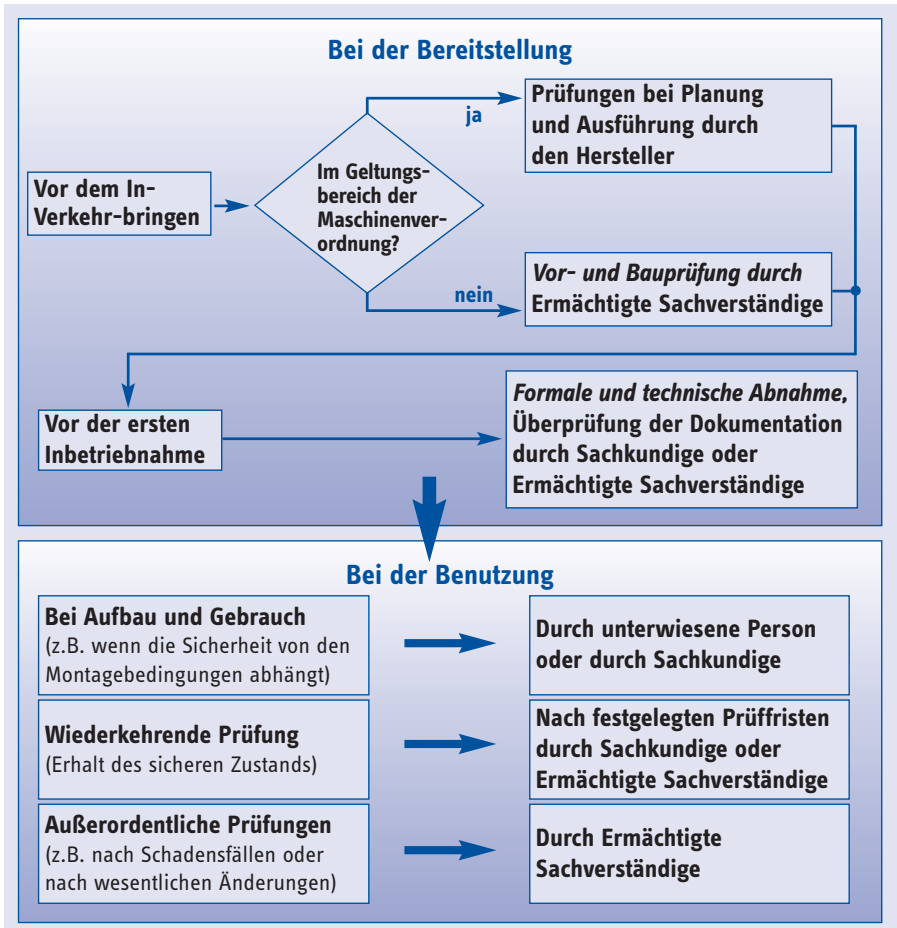 Bei der Bereitstellung
Vor dem In-
Verkehr-bringen
Im Geltungs-
bereich der
Maschinenver-
ordnung?
ja
Prüfungen bei Planung
und Ausführung durch
den Hersteller
nein
Vor- und Bauprüfung durch
Ermächtigte Sachverständige
Vor der ersten
Inbetriebnahme
Formale und technische Abnahme,
Überprüfung der Dokumentation
durch Sachkundige oder
Ermächtigte Sachverständige
Bei der Benutzung
Bei Aufbau und Gebrauch
(z.B. wenn die Sicherheit von den
Montagebedingungen abhängt)
Durch unterwiesene Person
oder durch Sachkundige
Wiederkehrende Prüfung
(Erhalt des sicheren Zustands)
Nach festgelegten Prüffristen
durch Sachkundige oder
Ermächtigte Sachverständige
Außerordentliche Prüfungen
(z.B. nach Schadensfällen oder
nach wesentlichen Änderungen)
Durch Ermächtigte
Sachverständige